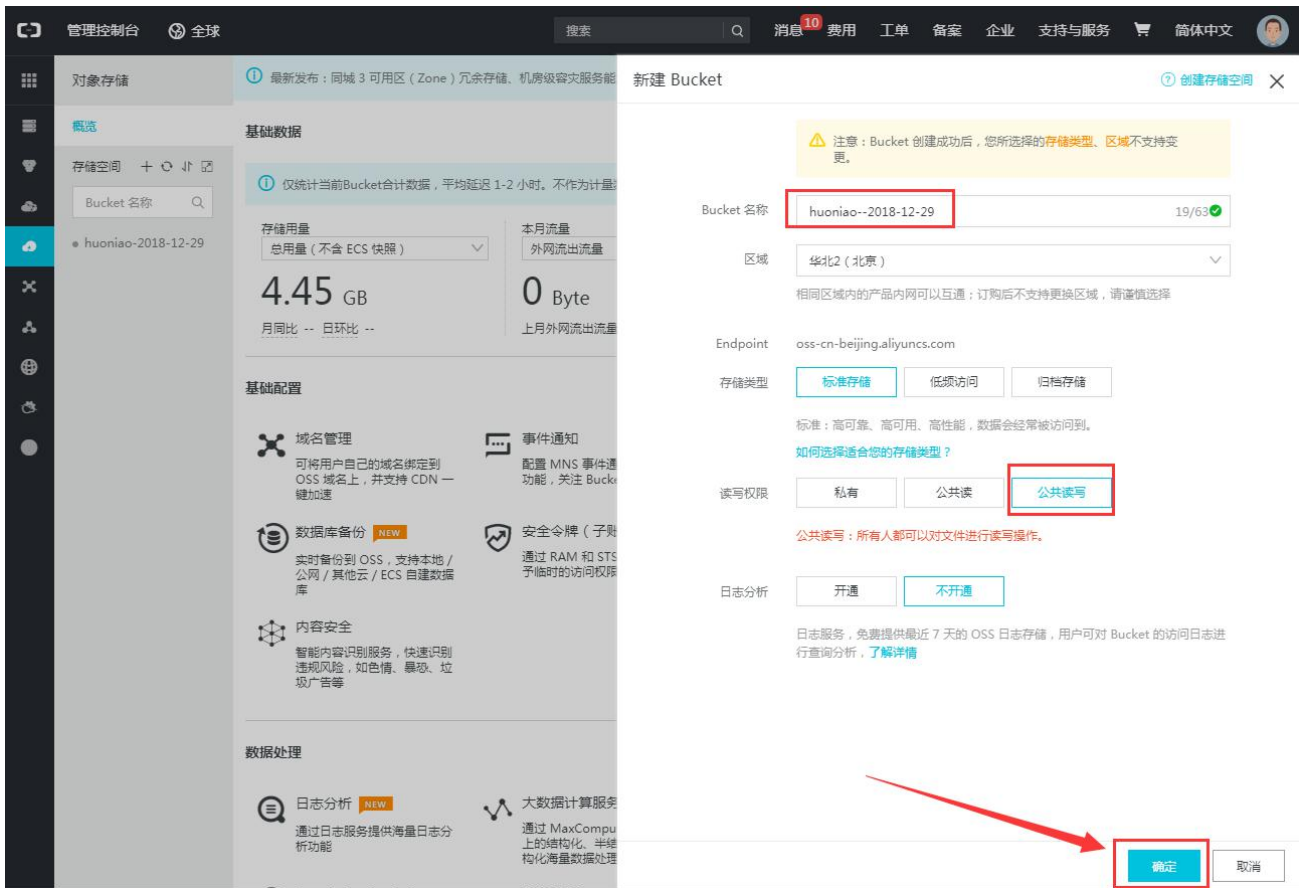 管理控制台 全球 搜索 消息 10 费用 工单 备案 企业 支持与服务 简体中文
对象存储
概览
存储空间
Bucket 名称
huoniao-2018-12-29
最新发布：同城 3 可用区（Zone）冗余存储、机房级容灾服务能
基础数据
仅统计当前Bucket合计数据，平均延迟 1-2 小时。不作为计量
存储用量
总用量（不含 ECS 快照）
4.45 GB
月同比 -- 日环比 --
本月流量
外网流出流量
0 Byte
上月外网流出流量
基础配置
域名管理
可将用户自己的域名绑定到
OSS 域名上，并支持 CDN 一
键加速
事件通知
配置 MNS 事件通
功能，关注 Bucke
数据库备份 NEW
实时备份到 OSS，支持本地 /
公网 / 其他云 / ECS 自建数据
库
安全令牌（子账
通过 RAM 和 STS
予临时的访问权限
内容安全
智能内容识别服务，快速识别
违规风险，如色情、暴恐、垃
圾广告等
数据处理
日志分析 NEW
通过日志服务提供海量日志分
析功能
大数据计算服务
通过 MaxCompu
上的结构化、半结
构化海量数据处理
新建 Bucket
创建存储空间
注意：Bucket 创建成功后，您所选择的存储类型、区域不支持变
更。
Bucket 名称 huoniao--2018-12-29 19/63
区域 华北2（北京）
相同区域内的产品内网可以互通；订购后不支持更换区域，请谨慎选择
Endpoint oss-cn-beijing.aliyuncs.com
存储类型 标准存储 低频访问 归档存储
标准：高可靠、高可用、高性能，数据会经常被访问到。
如何选择适合您的存储类型？
读写权限 私有 公共读 公共读写
公共读写：所有人都可以对文件进行读写操作。
日志分析 开通 不开通
日志服务，免费提供最近 7 天的 OSS 日志存储，用户可对 Bucket 的访问日志进
行查询分析，了解详情
确定 取消